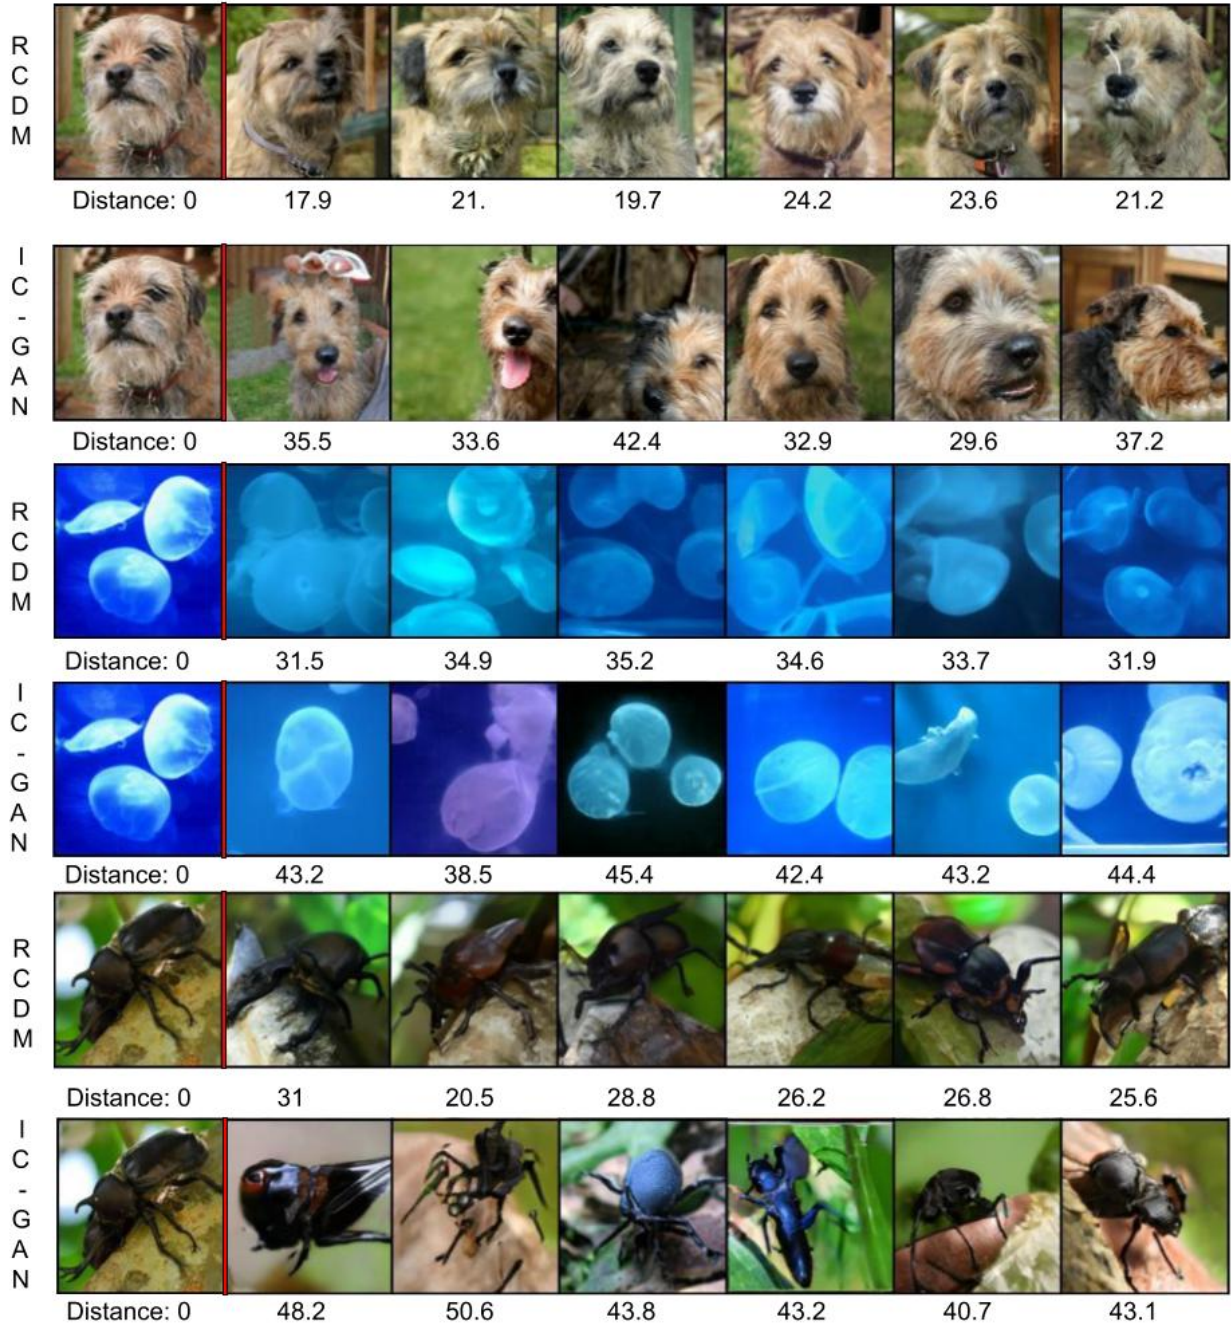 RCDM
Distance: 0 17.9 21. 19.7 24.2 23.6 21.2
IC-GAN
Distance: 0 35.5 33.6 42.4 32.9 29.6 37.2
RCDM
Distance: 0 31.5 34.9 35.2 34.6 33.7 31.9
IC-GAN
Distance: 0 43.2 38.5 45.4 42.4 43.2 44.4
RCDM
Distance: 0 31 20.5 28.8 26.2 26.8 25.6
IC-GAN
Distance: 0 48.2 50.6 43.8 43.2 40.7 43.1